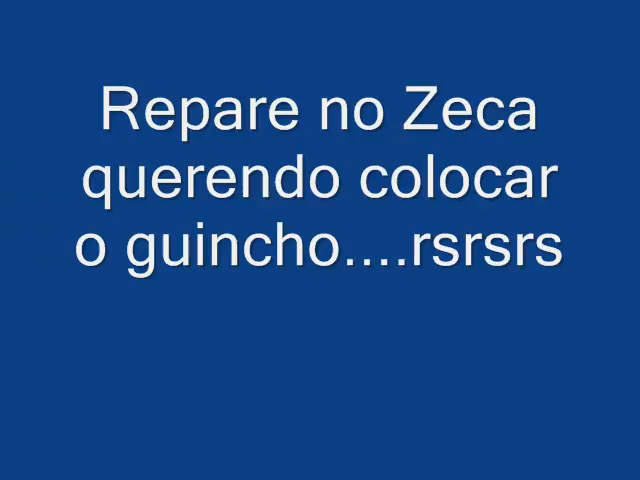 Repare no Zeca
querendo colocar
o guincho....rsrsrs